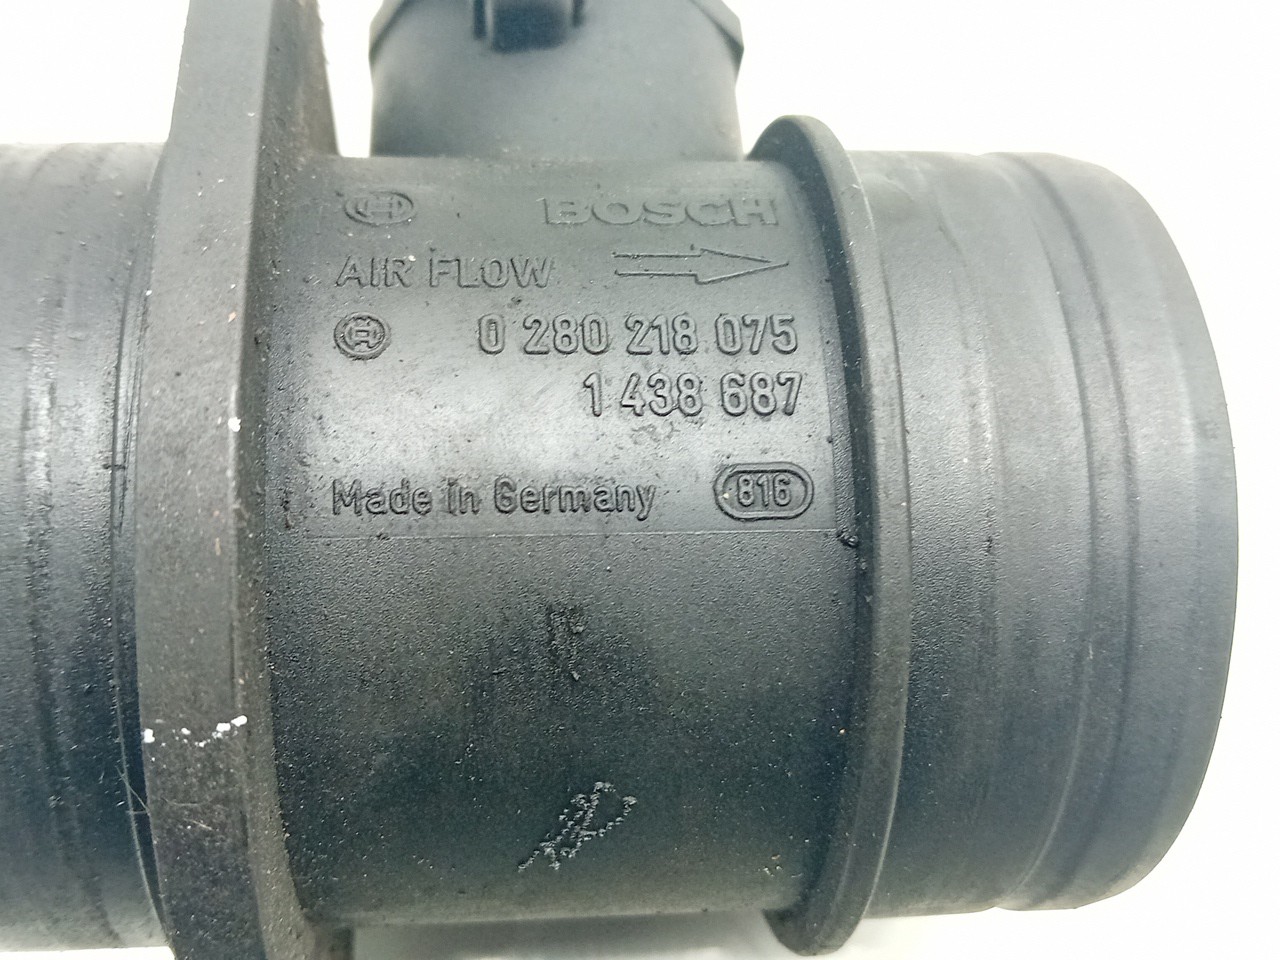 BOSCH
AIR FLOW
0 280 218 075
1 438 687
Made in Germany 816